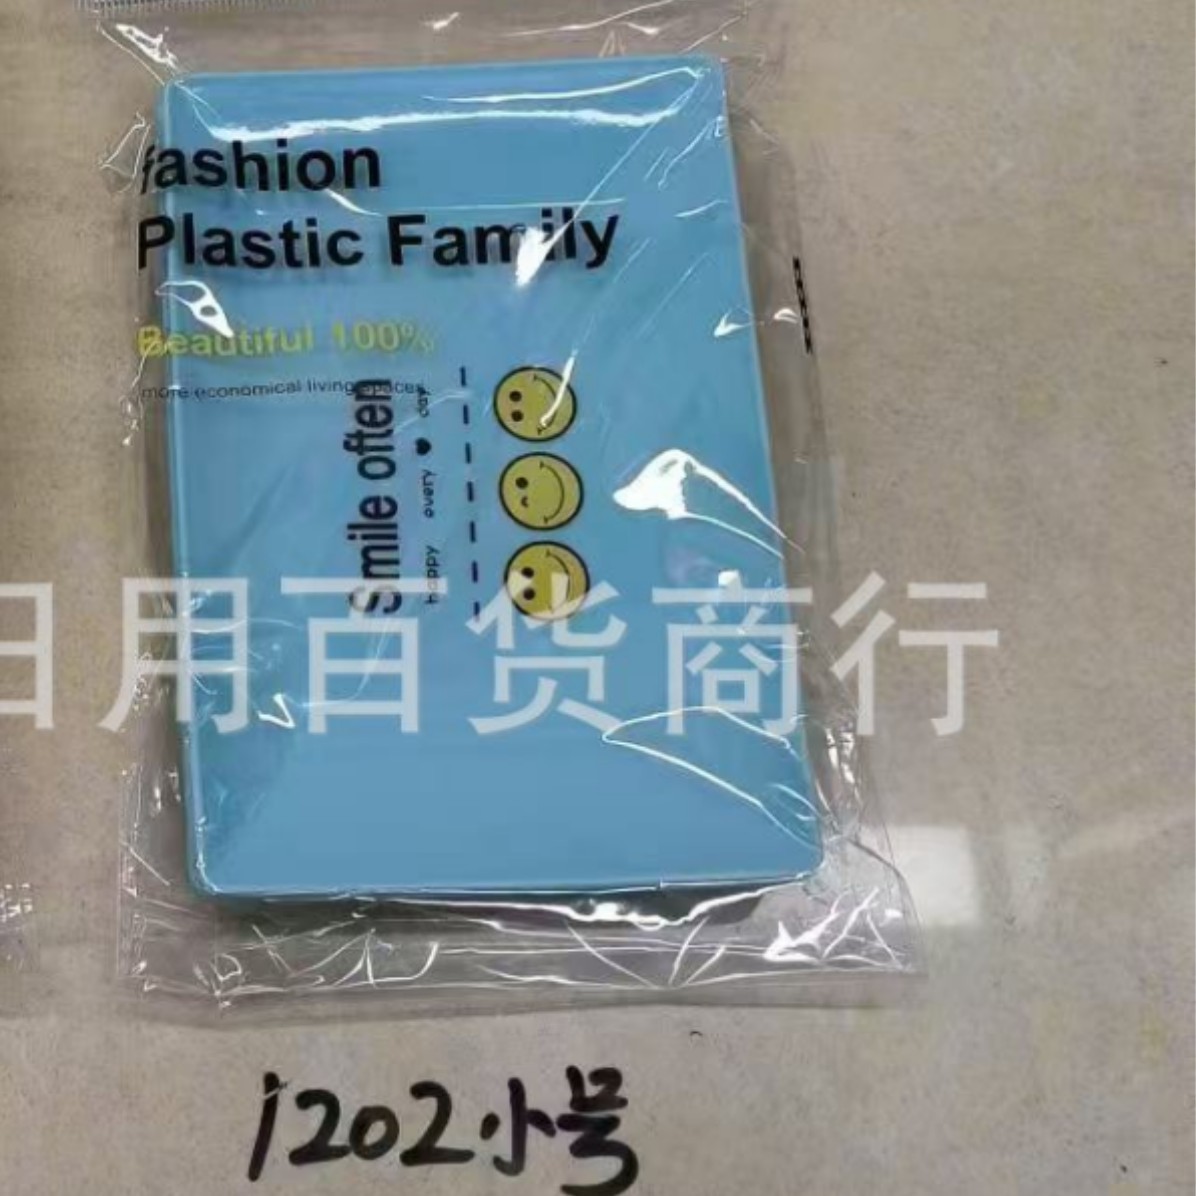 fashion
Plastic Family
Beautiful 100%
more economical living spaces
Smile often
happy every day
日用百货商行
1202小号